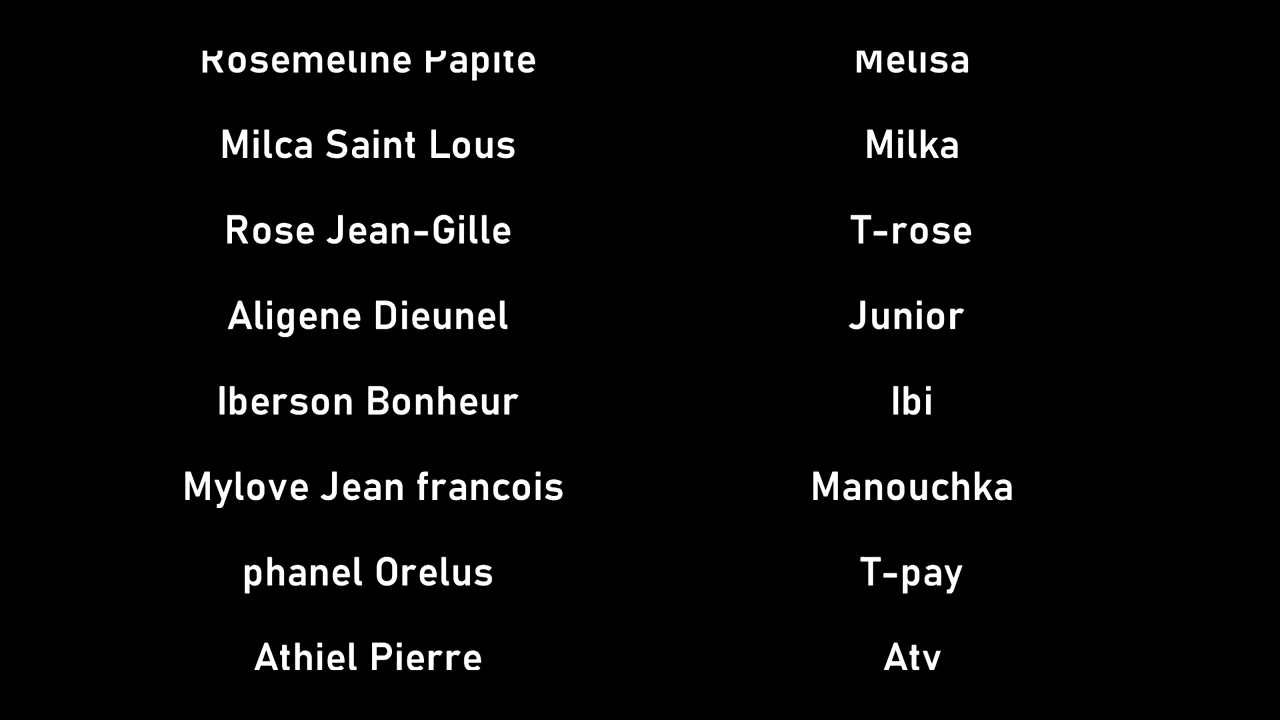 Rosemeline Papite Melisa
Milca Saint Lous Milka
Rose Jean-Gille T-rose
Aligene Dieunel Junior
Iberson Bonheur Ibi
Mylove Jean francois Manouchka
phanel Orelus T-pay
Athiel Pierre Aty